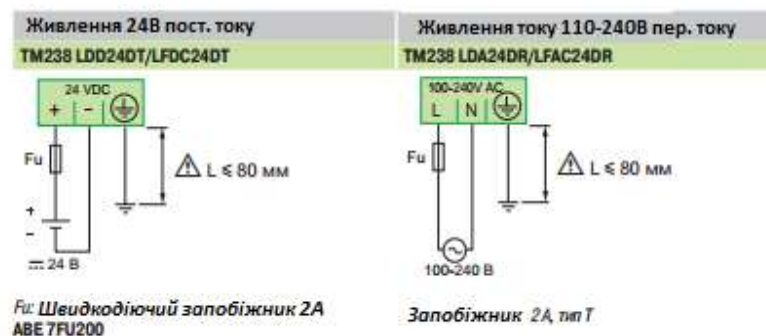 Живлення 24В пост. току
TM238 LDD24DT/LFDC24DT
24 VDC
+ - 
Fu
⚠ L ≤ 80 мм
+
-
⎓ 24 В
Fu: Швидкодіючий запобіжник 2А
ABE 7FU200
Живлення току 110-240В пер. току
TM238 LDA24DR/LFAC24DR
100-240V AC
L N
Fu
⚠ L ≤ 80 мм
100-240 В
Запобіжник 2А, тип Т